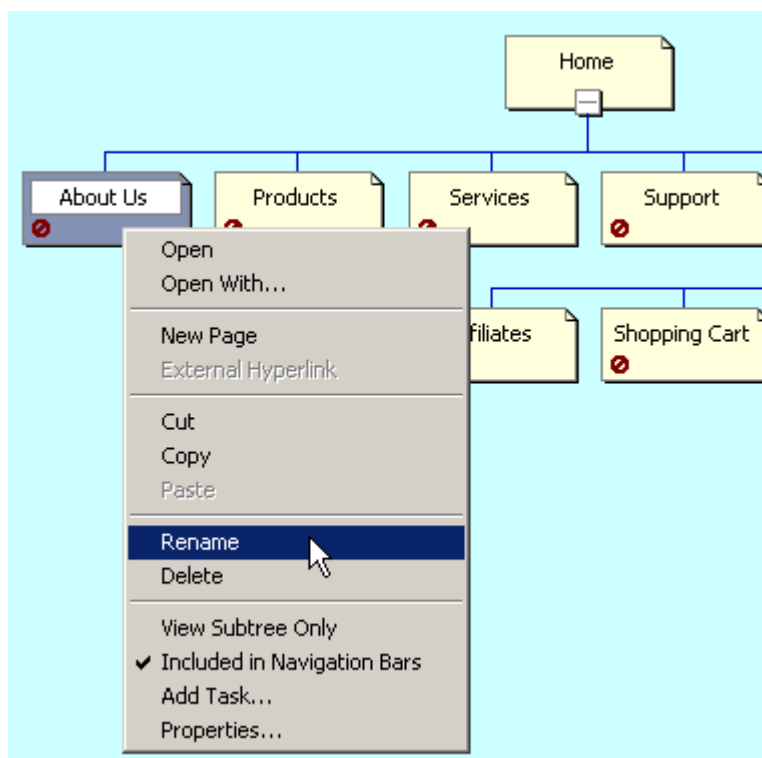 Home
About Us
Products
Services
Support
Open
Open With...
New Page
filiates
Shopping Cart
External Hyperlink
Cut
Copy
Paste
Rename
Delete
View Subtree Only
Included in Navigation Bars
Add Task...
Properties...